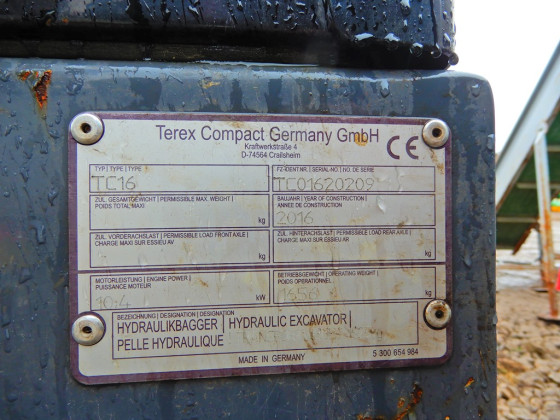 Terex Compact Germany GmbH
Kraftwerkstraße 4
D-74564 Crailsheim
CE
TYP | TYPE | TYPE
TC16
FZ-IDENTNR. | SERIAL-NO. | NO. DE SERIE
TC01620209
ZUL. GESAMTGEWICHT | PERMISSIBLE MAX. WEIGHT |
POIDS TOTAL MAXI
kg
BAUJAHR | YEAR OF CONSTRUCTION |
ANNEE DE CONSTRUCTION
2016
ZUL. VORDERACHSLAST | PERMISSIBLE LOAD FRONT AXLE |
CHARGE MAXI SUR ESSIEU AV
kg
ZUL. HINTERACHSLAST | PERMISSIBLE LOAD REAR AXLE |
CHARGE MAXI SUR ESSIEU AR
kg
MOTORLEISTUNG | ENGINE POWER |
PUISSANCE MOTEUR
10.4 kW
BETRIEBSGEWICHT | OPERATING WEIGHT |
POIDS OPERATIONNEL
kg
BEZEICHNUNG | DESIGNATION | DESIGNATION
HYDRAULIKBAGGER | HYDRAULIC EXCAVATOR |
PELLE HYDRAULIQUE
MADE IN GERMANY
5 300 654 984